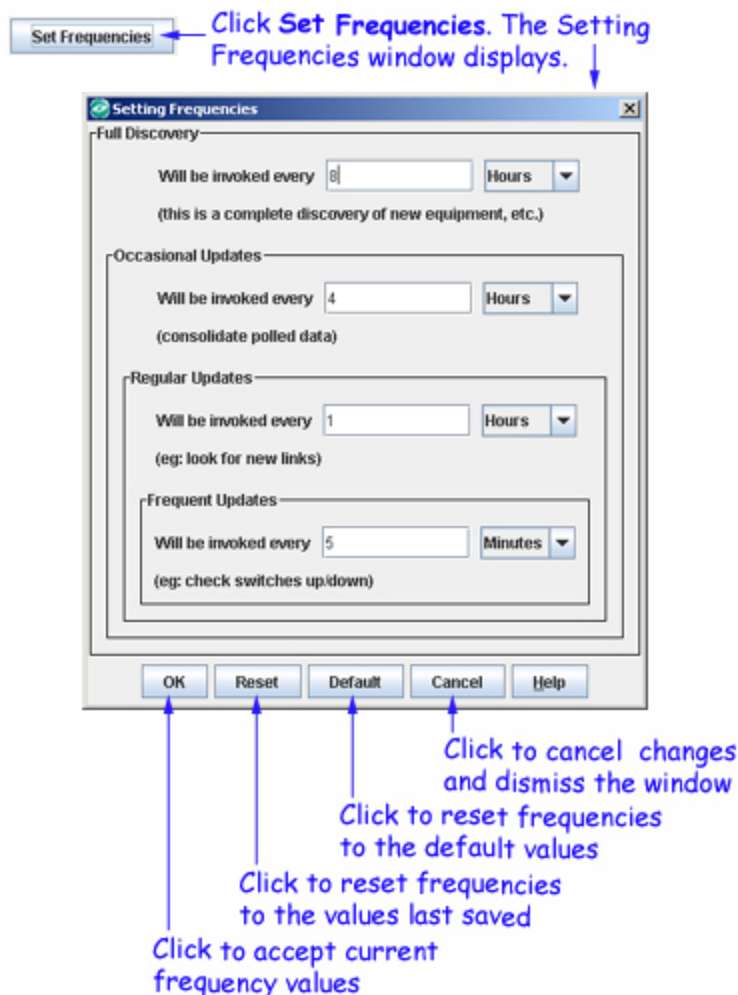 Set Frequencies
Click Set Frequencies. The Setting
Frequencies window displays.
Setting Frequencies
Full Discovery
Will be invoked every 8 Hours
(this is a complete discovery of new equipment, etc.)
Occasional Updates
Will be invoked every 4 Hours
(consolidate polled data)
Regular Updates
Will be invoked every 1 Hours
(eg: look for new links)
Frequent Updates
Will be invoked every 5 Minutes
(eg: check switches up/down)
OK Reset Default Cancel Help
Click to cancel changes
and dismiss the window
Click to reset frequencies
to the default values
Click to reset frequencies
to the values last saved
Click to accept current
frequency values